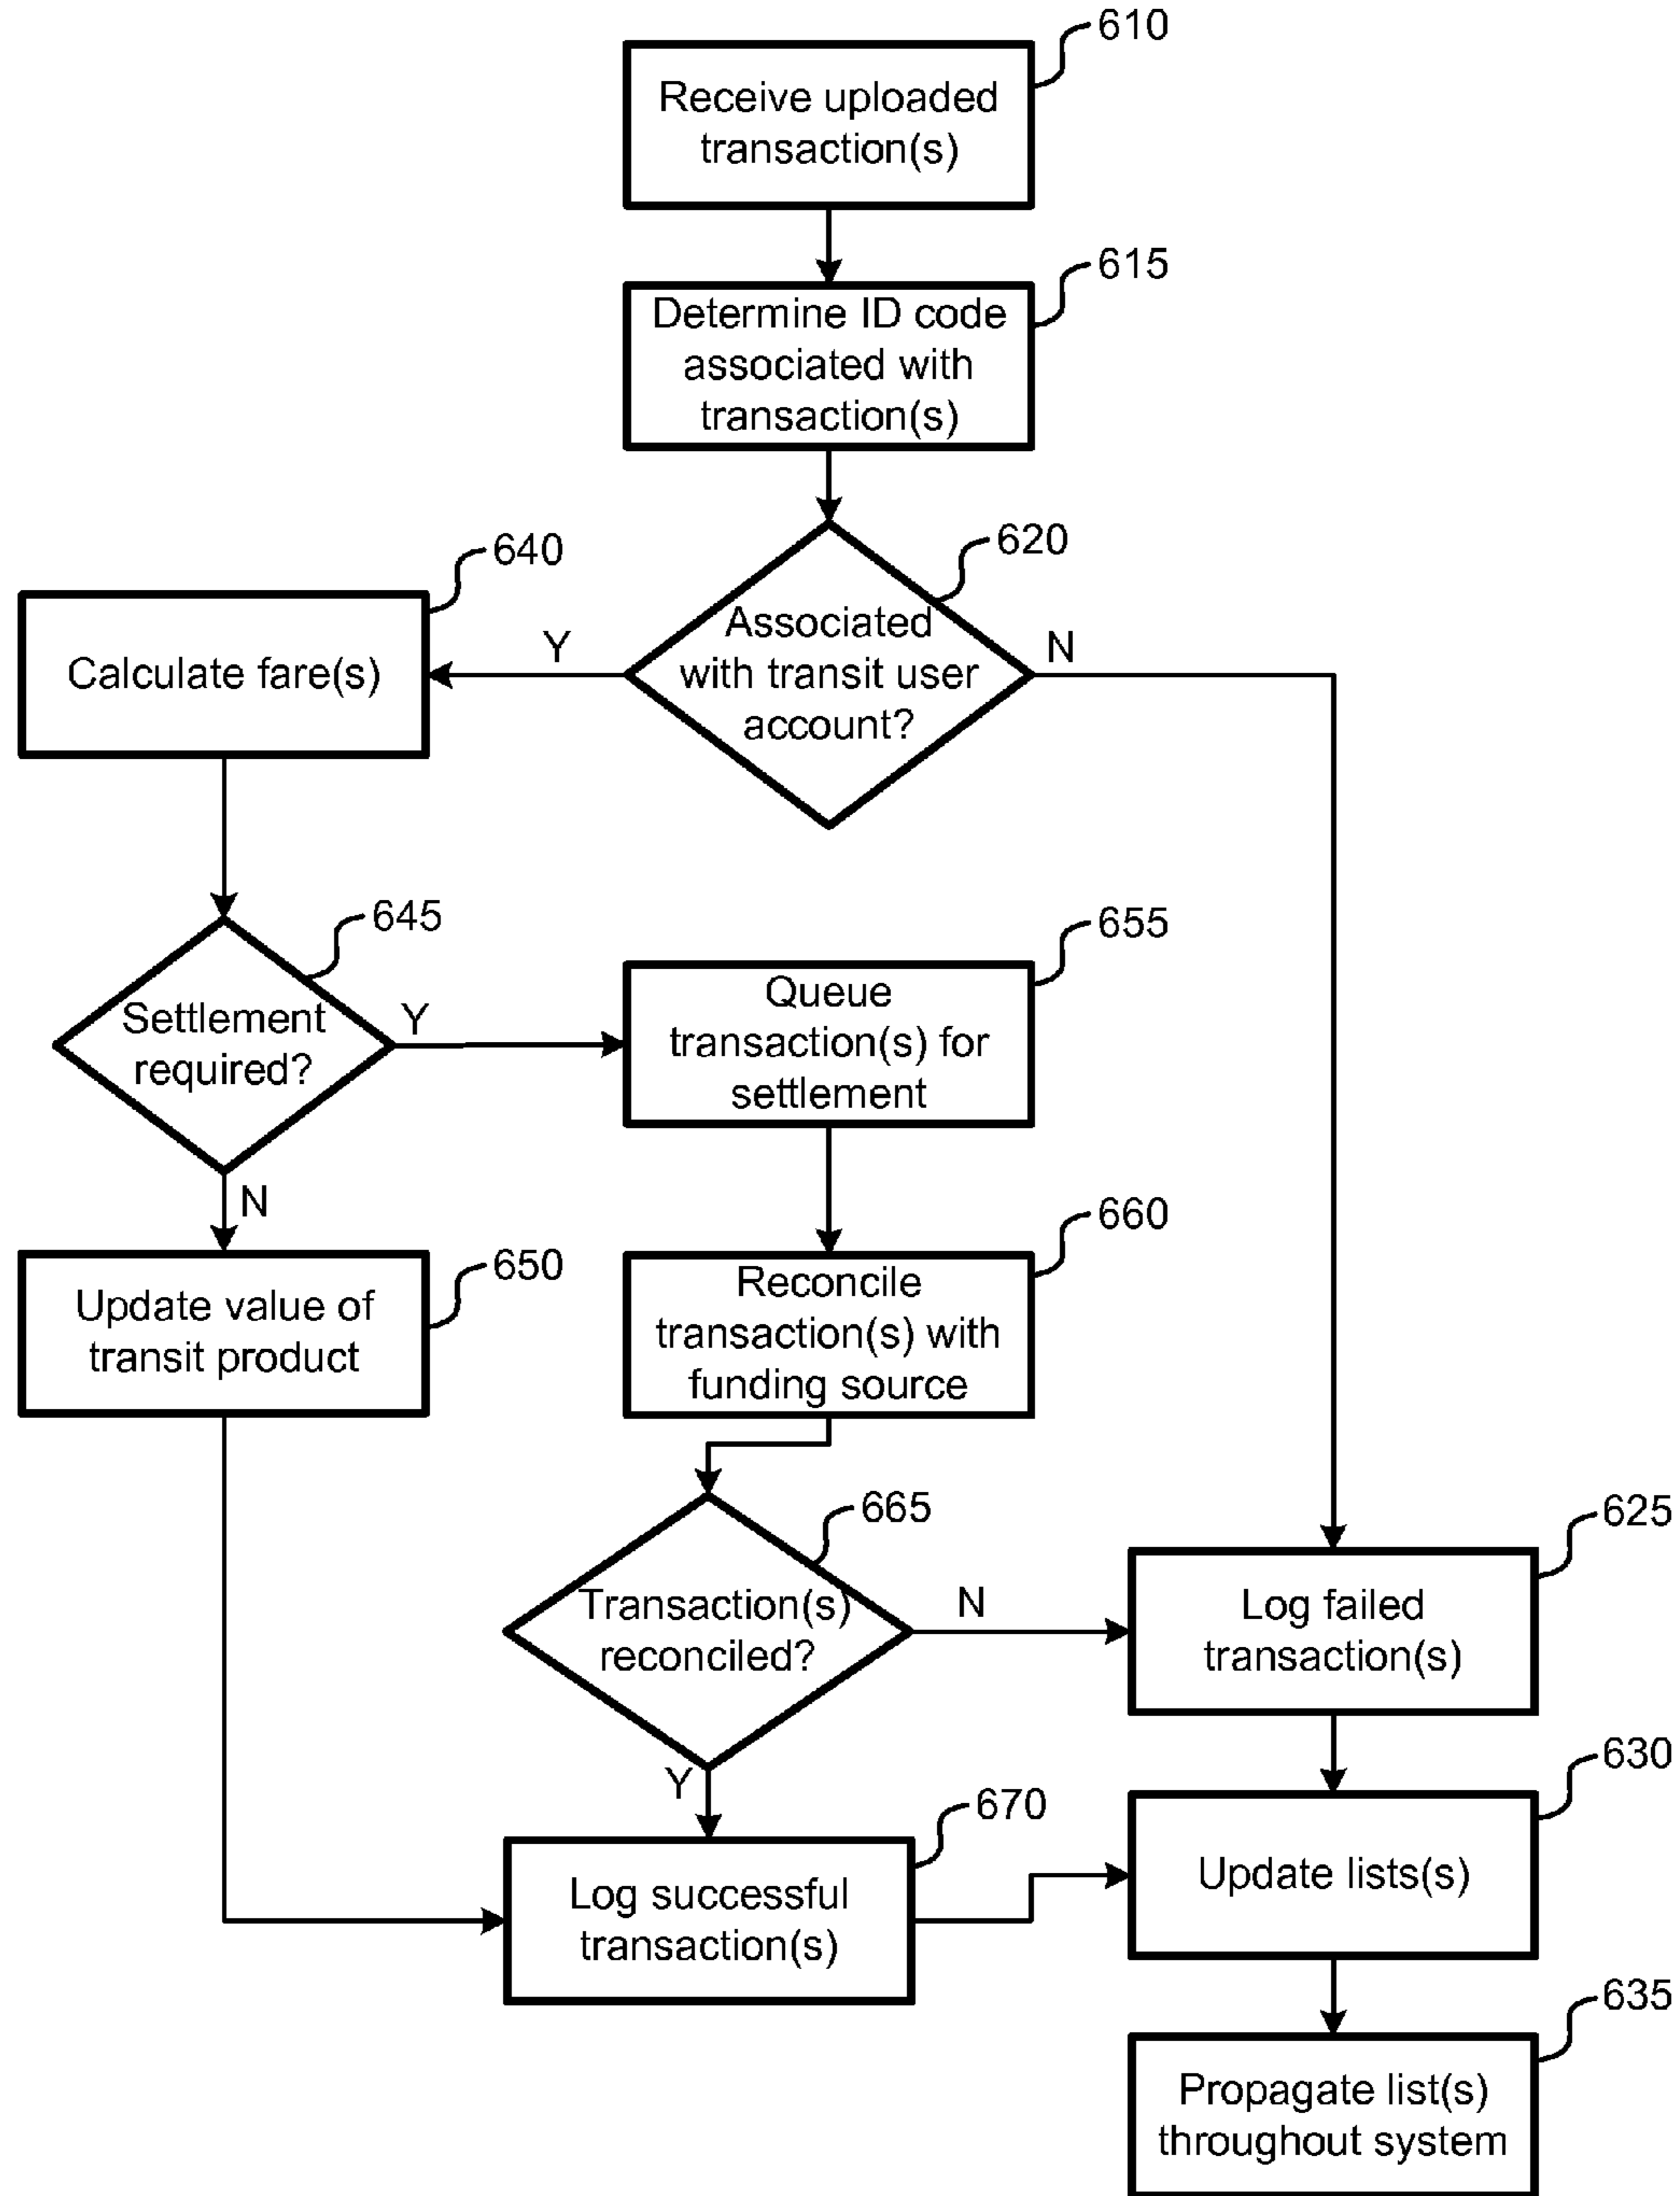 610
Receive uploaded
transaction(s)
615
Determine ID code
associated with
transaction(s)
620
Associated
with transit user
account?
Y
N
640
Calculate fare(s)
645
Settlement
required?
Y
N
655
Queue
transaction(s) for
settlement
650
Update value of
transit product
660
Reconcile
transaction(s) with
funding source
665
Transaction(s)
reconciled?
N
Y
625
Log failed
transaction(s)
670
Log successful
transaction(s)
630
Update lists(s)
635
Propagate list(s)
throughout system